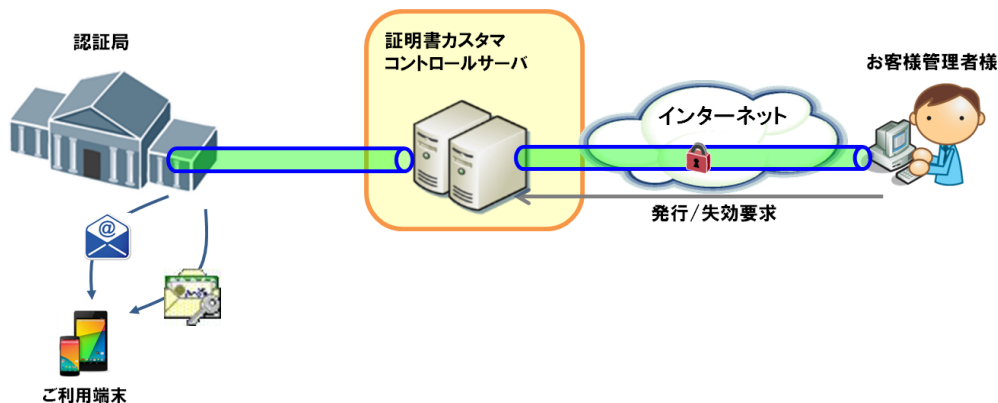 認証局
証明書カスタマ
コントロールサーバ
お客様管理者様
インターネット
発行/失効要求
@
ご利用端末